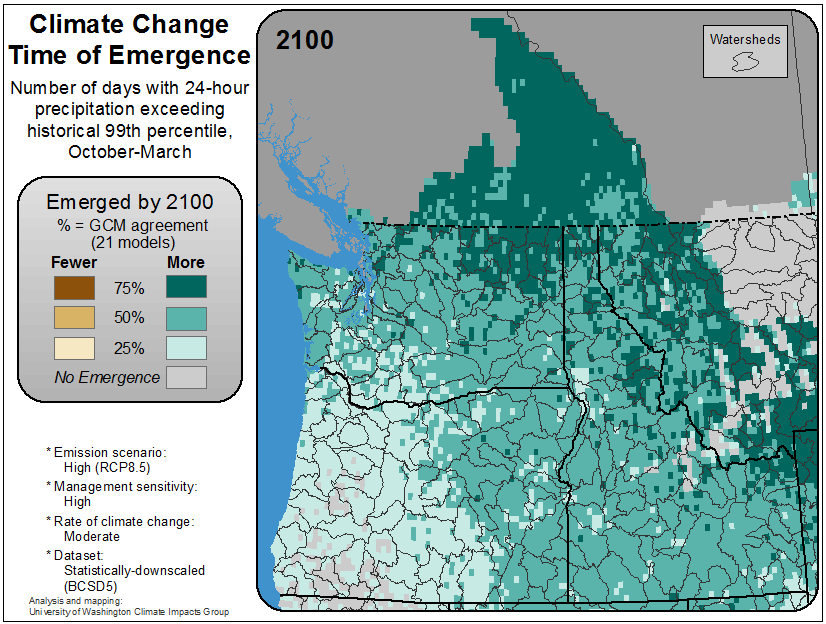 Climate Change
Time of Emergence
Number of days with 24-hour
precipitation exceeding
historical 99th percentile,
October-March
Emerged by 2100
% = GCM agreement
(21 models)
Fewer More
75%
50%
25%
No Emergence
* Emission scenario:
High (RCP8.5)
* Management sensitivity:
High
* Rate of climate change:
Moderate
* Dataset:
Statistically-downscaled
(BCSD5)
Analysis and mapping:
University of Washington Climate Impacts Group
2100
Watersheds